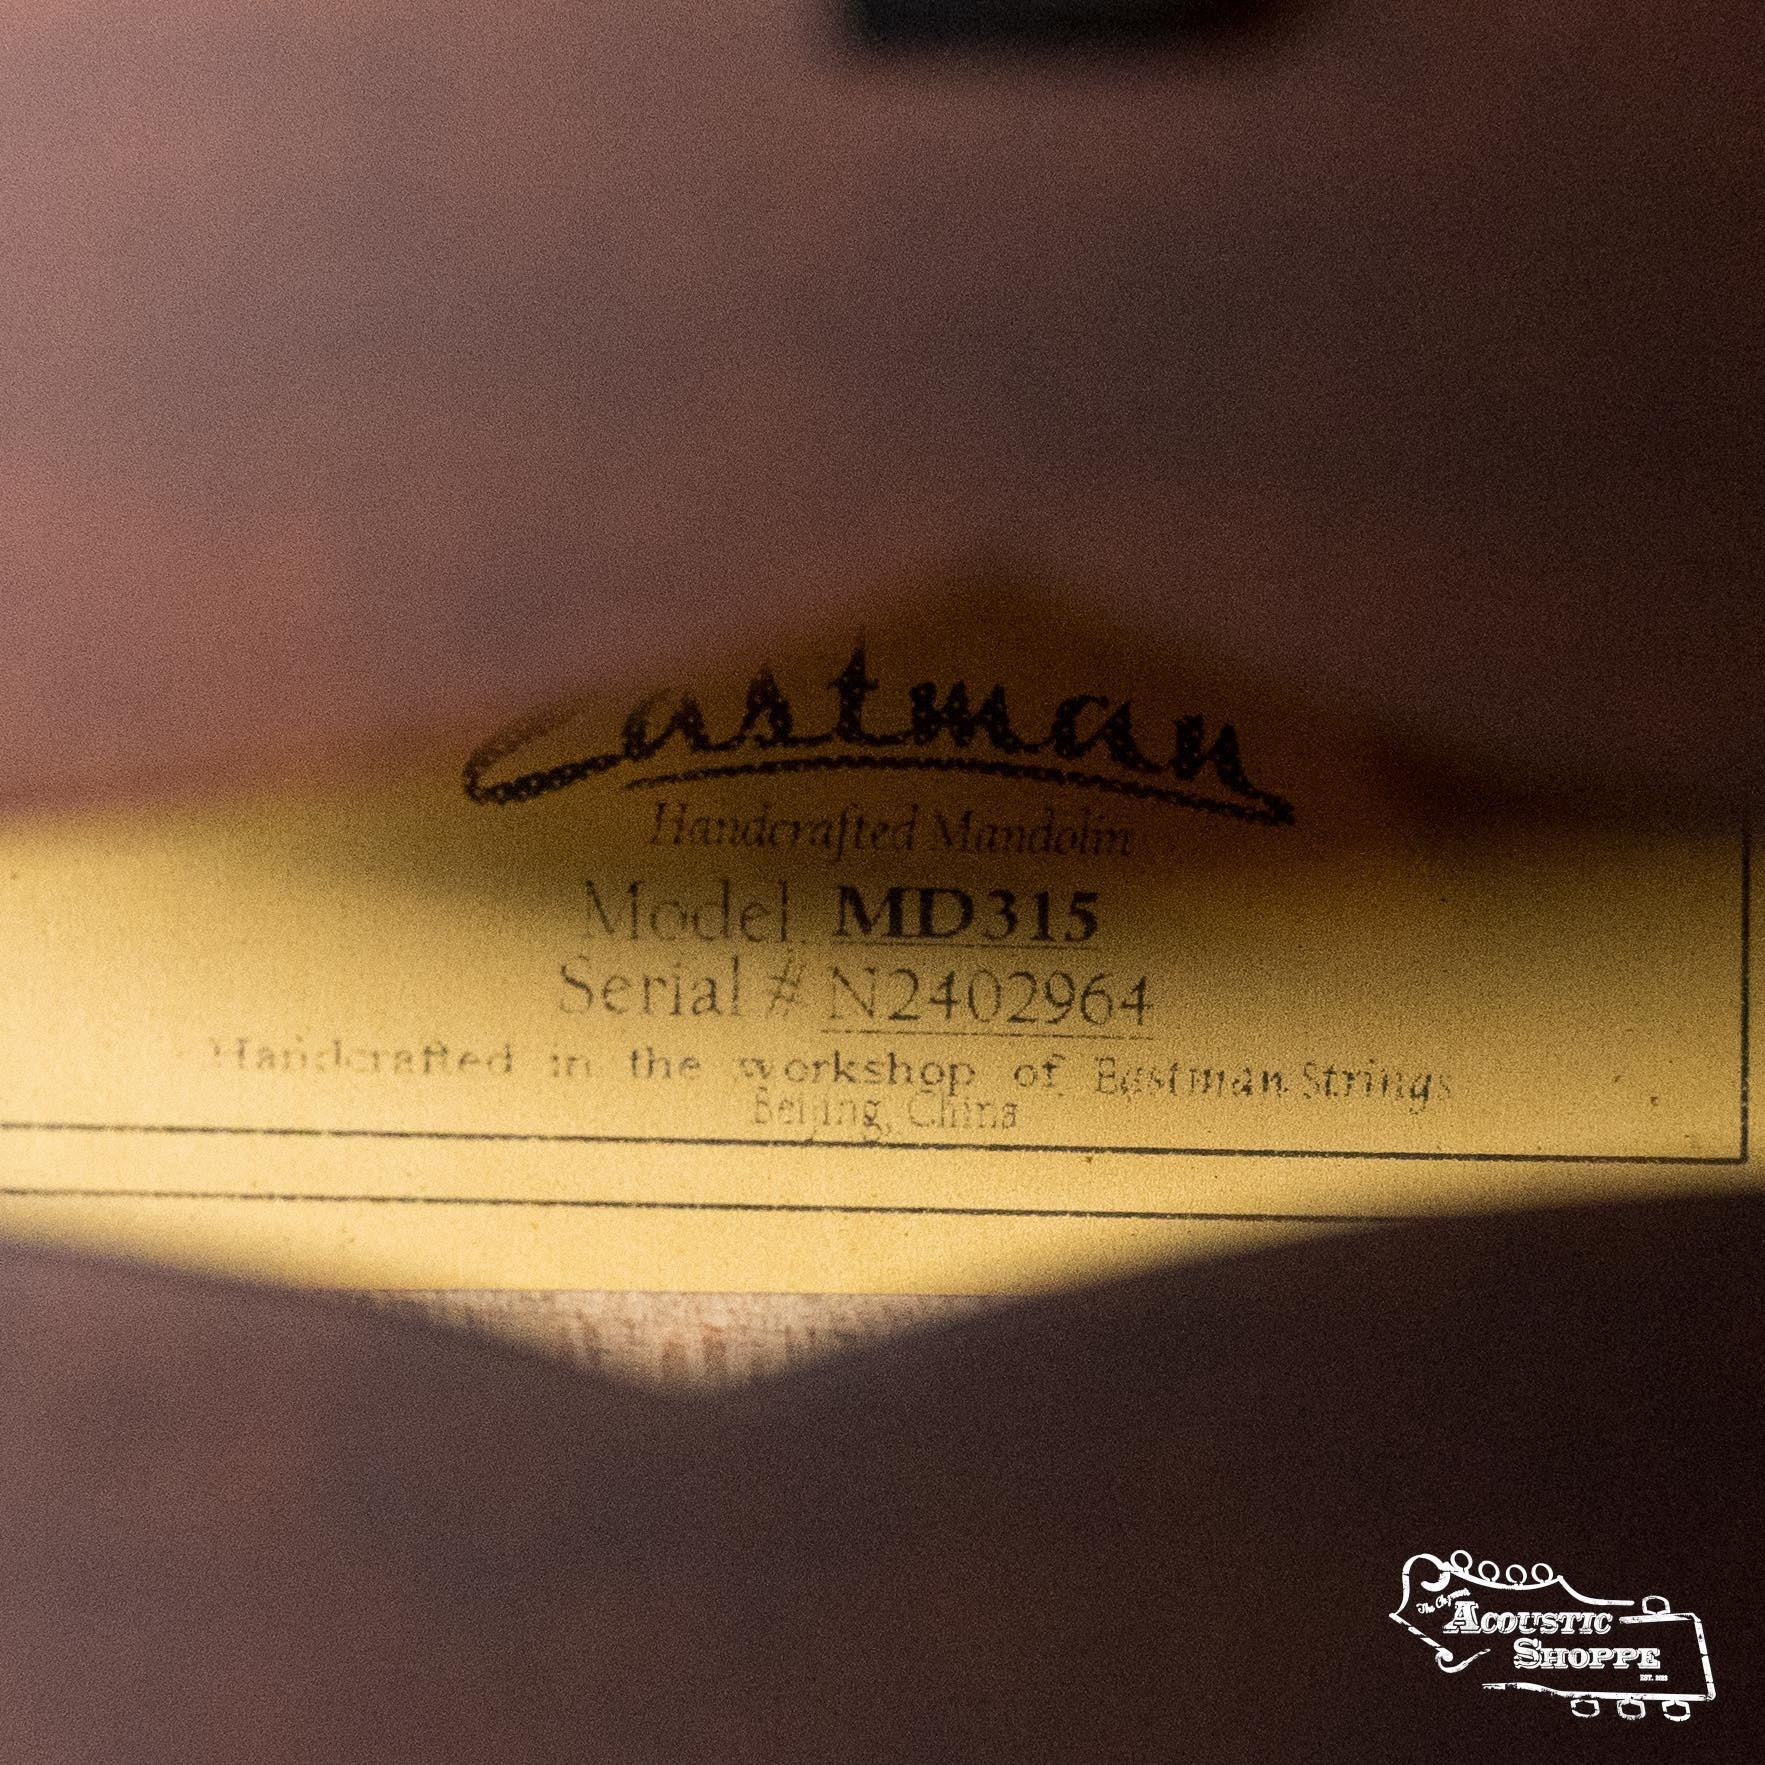 Eastman
Handcrafted Mandolin
Model MD315
Serial # N2402964
Handcrafted in the workshop of Eastman Strings
Beijing, China
ACOUSTIC
SHOPPE